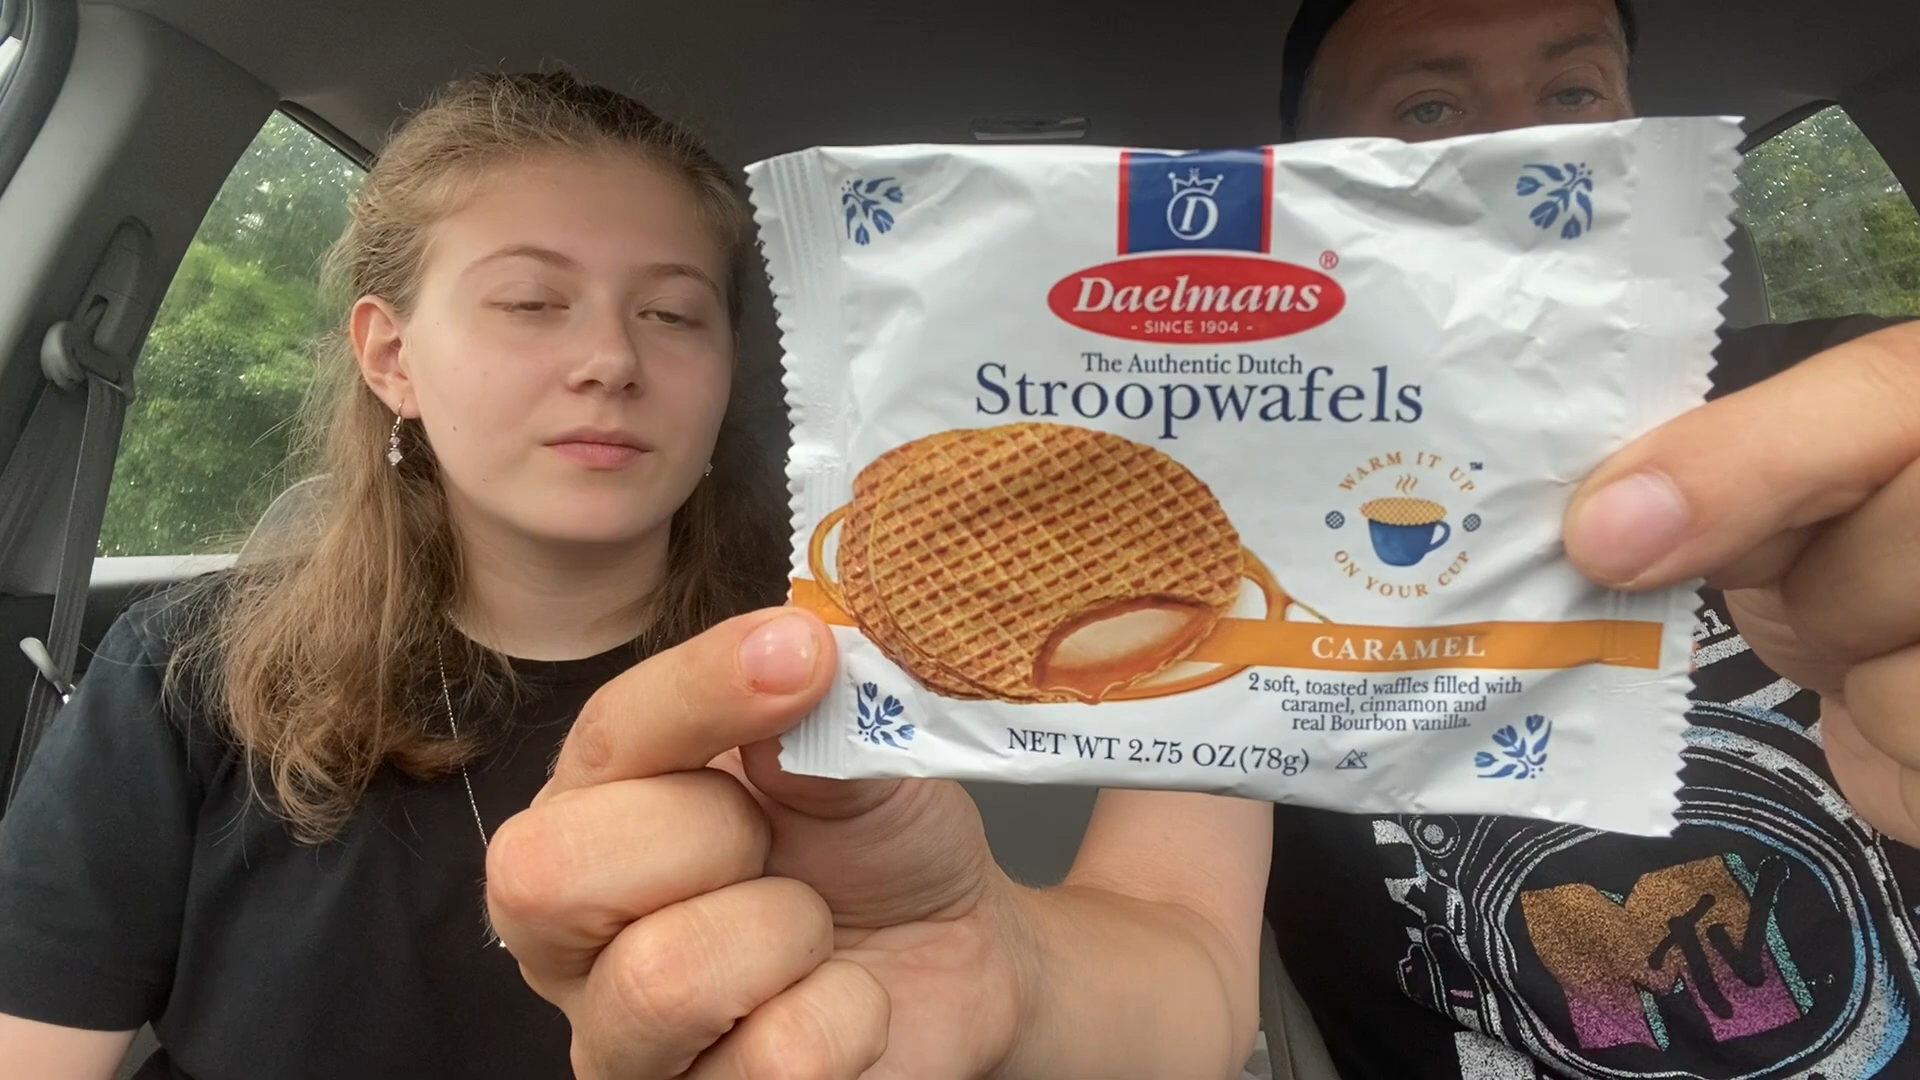 D
Daelmans®
- SINCE 1904 -
The Authentic Dutch
Stroopwafels
WARM IT UP™
ON YOUR CUP
CARAMEL
2 soft, toasted waffles filled with
caramel, cinnamon and
real Bourbon vanilla.
NET WT 2.75 OZ (78g)
MTV